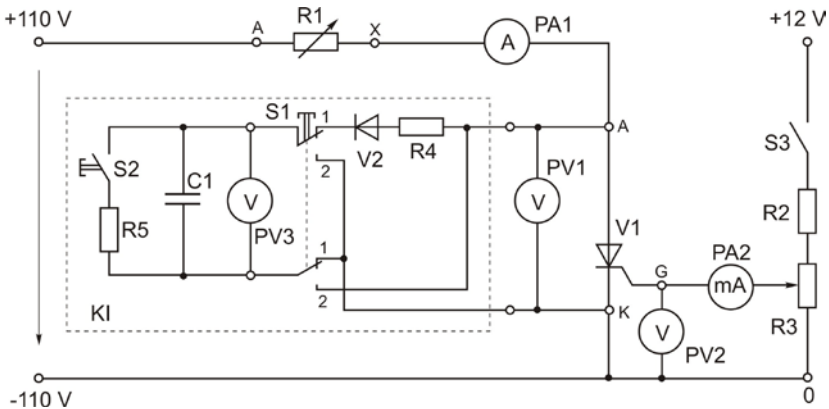 +110 V
R1
A
X
PA1
A
+12 V
S1
1
V2
R4
2
S2
C1
V
PV3
R5
1
2
KI
A
PV1
V
V1
G
PA2
mA
K
V
PV2
S3
R2
R3
-110 V
0